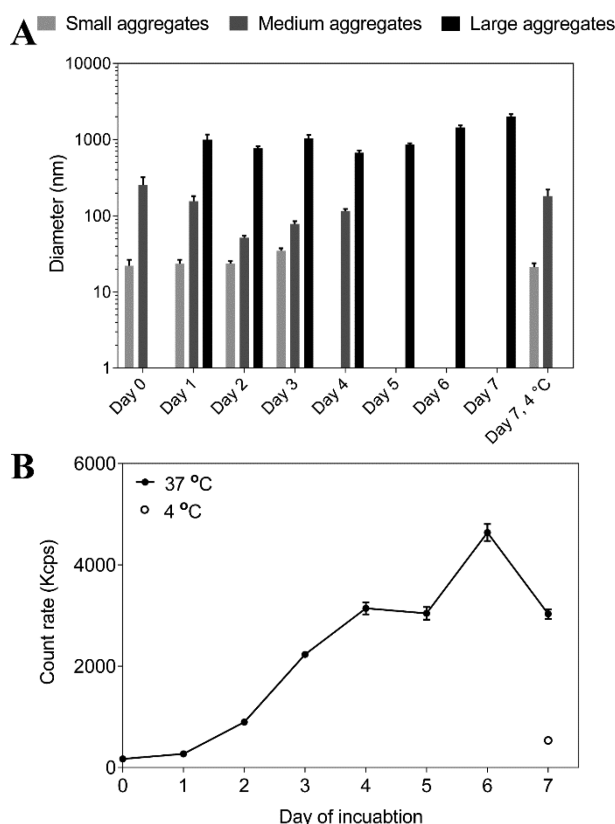 A
Small aggregates Medium aggregates Large aggregates
10000
1000
100
10
1
Diameter (nm)
Day 0
Day 1
Day 2
Day 3
Day 4
Day 5
Day 6
Day 7
Day 7, 4 °C
B
6000
4000
2000
0
Count rate (Kcps)
37 °C
4 °C
0 1 2 3 4 5 6 7
Day of incuabtion